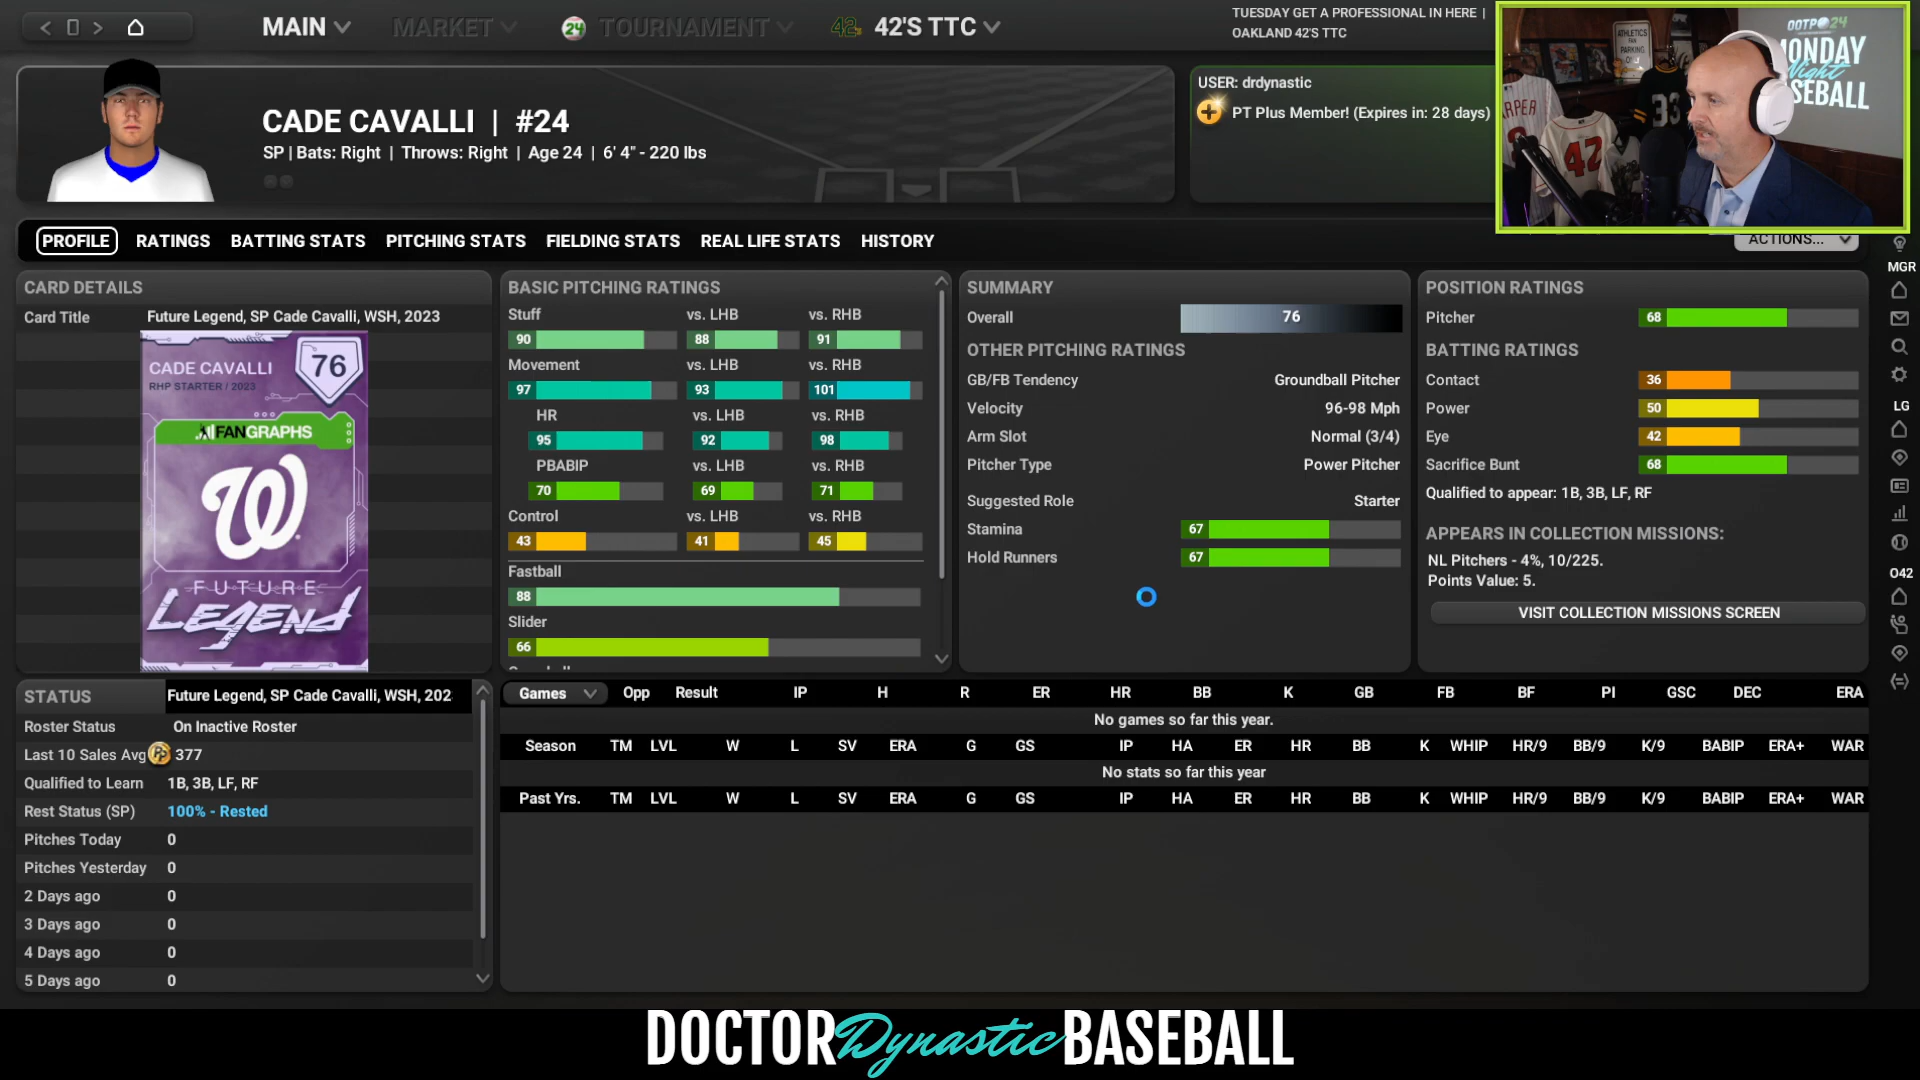 MAIN
MARKET
24 TOURNAMENT
42 42'S TTC
TUESDAY GET A PROFESSIONAL IN HERE |
OAKLAND 42'S TTC
CADE CAVALLI | #24
SP | Bats: Right | Throws: Right | Age 24 | 6' 4" - 220 lbs
USER: drdynastic
PT Plus Member! (Expires in: 28 days)
ATHLETICS
FAN
PARKING
ONLY
33
42
OOTP 24
MONDAY
Night
BASEBALL
PROFILE RATINGS BATTING STATS PITCHING STATS FIELDING STATS REAL LIFE STATS HISTORY
ACTIONS...
MGR
LG
O42
CARD DETAILS
Card Title Future Legend, SP Cade Cavalli, WSH, 2023
CADE CAVALLI
RHP STARTER / 2023
76
FANGRAPHS
W
FUTURE
LEGEND
BASIC PITCHING RATINGS
Stuff vs. LHB vs. RHB
90 88 91
Movement vs. LHB vs. RHB
97 93 101
HR vs. LHB vs. RHB
95 92 98
PBABIP vs. LHB vs. RHB
70 69 71
Control vs. LHB vs. RHB
43 41 45
Fastball
88
Slider
66
SUMMARY
Overall 76
OTHER PITCHING RATINGS
GB/FB Tendency Groundball Pitcher
Velocity 96-98 Mph
Arm Slot Normal (3/4)
Pitcher Type Power Pitcher
Suggested Role Starter
Stamina 67
Hold Runners 67
POSITION RATINGS
Pitcher 68
BATTING RATINGS
Contact 36
Power 50
Eye 42
Sacrifice Bunt 68
Qualified to appear: 1B, 3B, LF, RF
APPEARS IN COLLECTION MISSIONS:
NL Pitchers - 4%, 10/225.
Points Value: 5.
VISIT COLLECTION MISSIONS SCREEN
STATUS Future Legend, SP Cade Cavalli, WSH, 202
Roster Status On Inactive Roster
Last 10 Sales Avg PP 377
Qualified to Learn 1B, 3B, LF, RF
Rest Status (SP) 100% - Rested
Pitches Today 0
Pitches Yesterday 0
2 Days ago 0
3 Days ago 0
4 Days ago 0
5 Days ago 0
Games Opp Result IP H R ER HR BB K GB FB BF PI GSC DEC ERA
No games so far this year.
Season TM LVL W L SV ERA G GS IP HA ER HR BB K WHIP HR/9 BB/9 K/9 BABIP ERA+ WAR
No stats so far this year
Past Yrs. TM LVL W L SV ERA G GS IP HA ER HR BB K WHIP HR/9 BB/9 K/9 BABIP ERA+ WAR
DOCTOR Dynastic BASEBALL